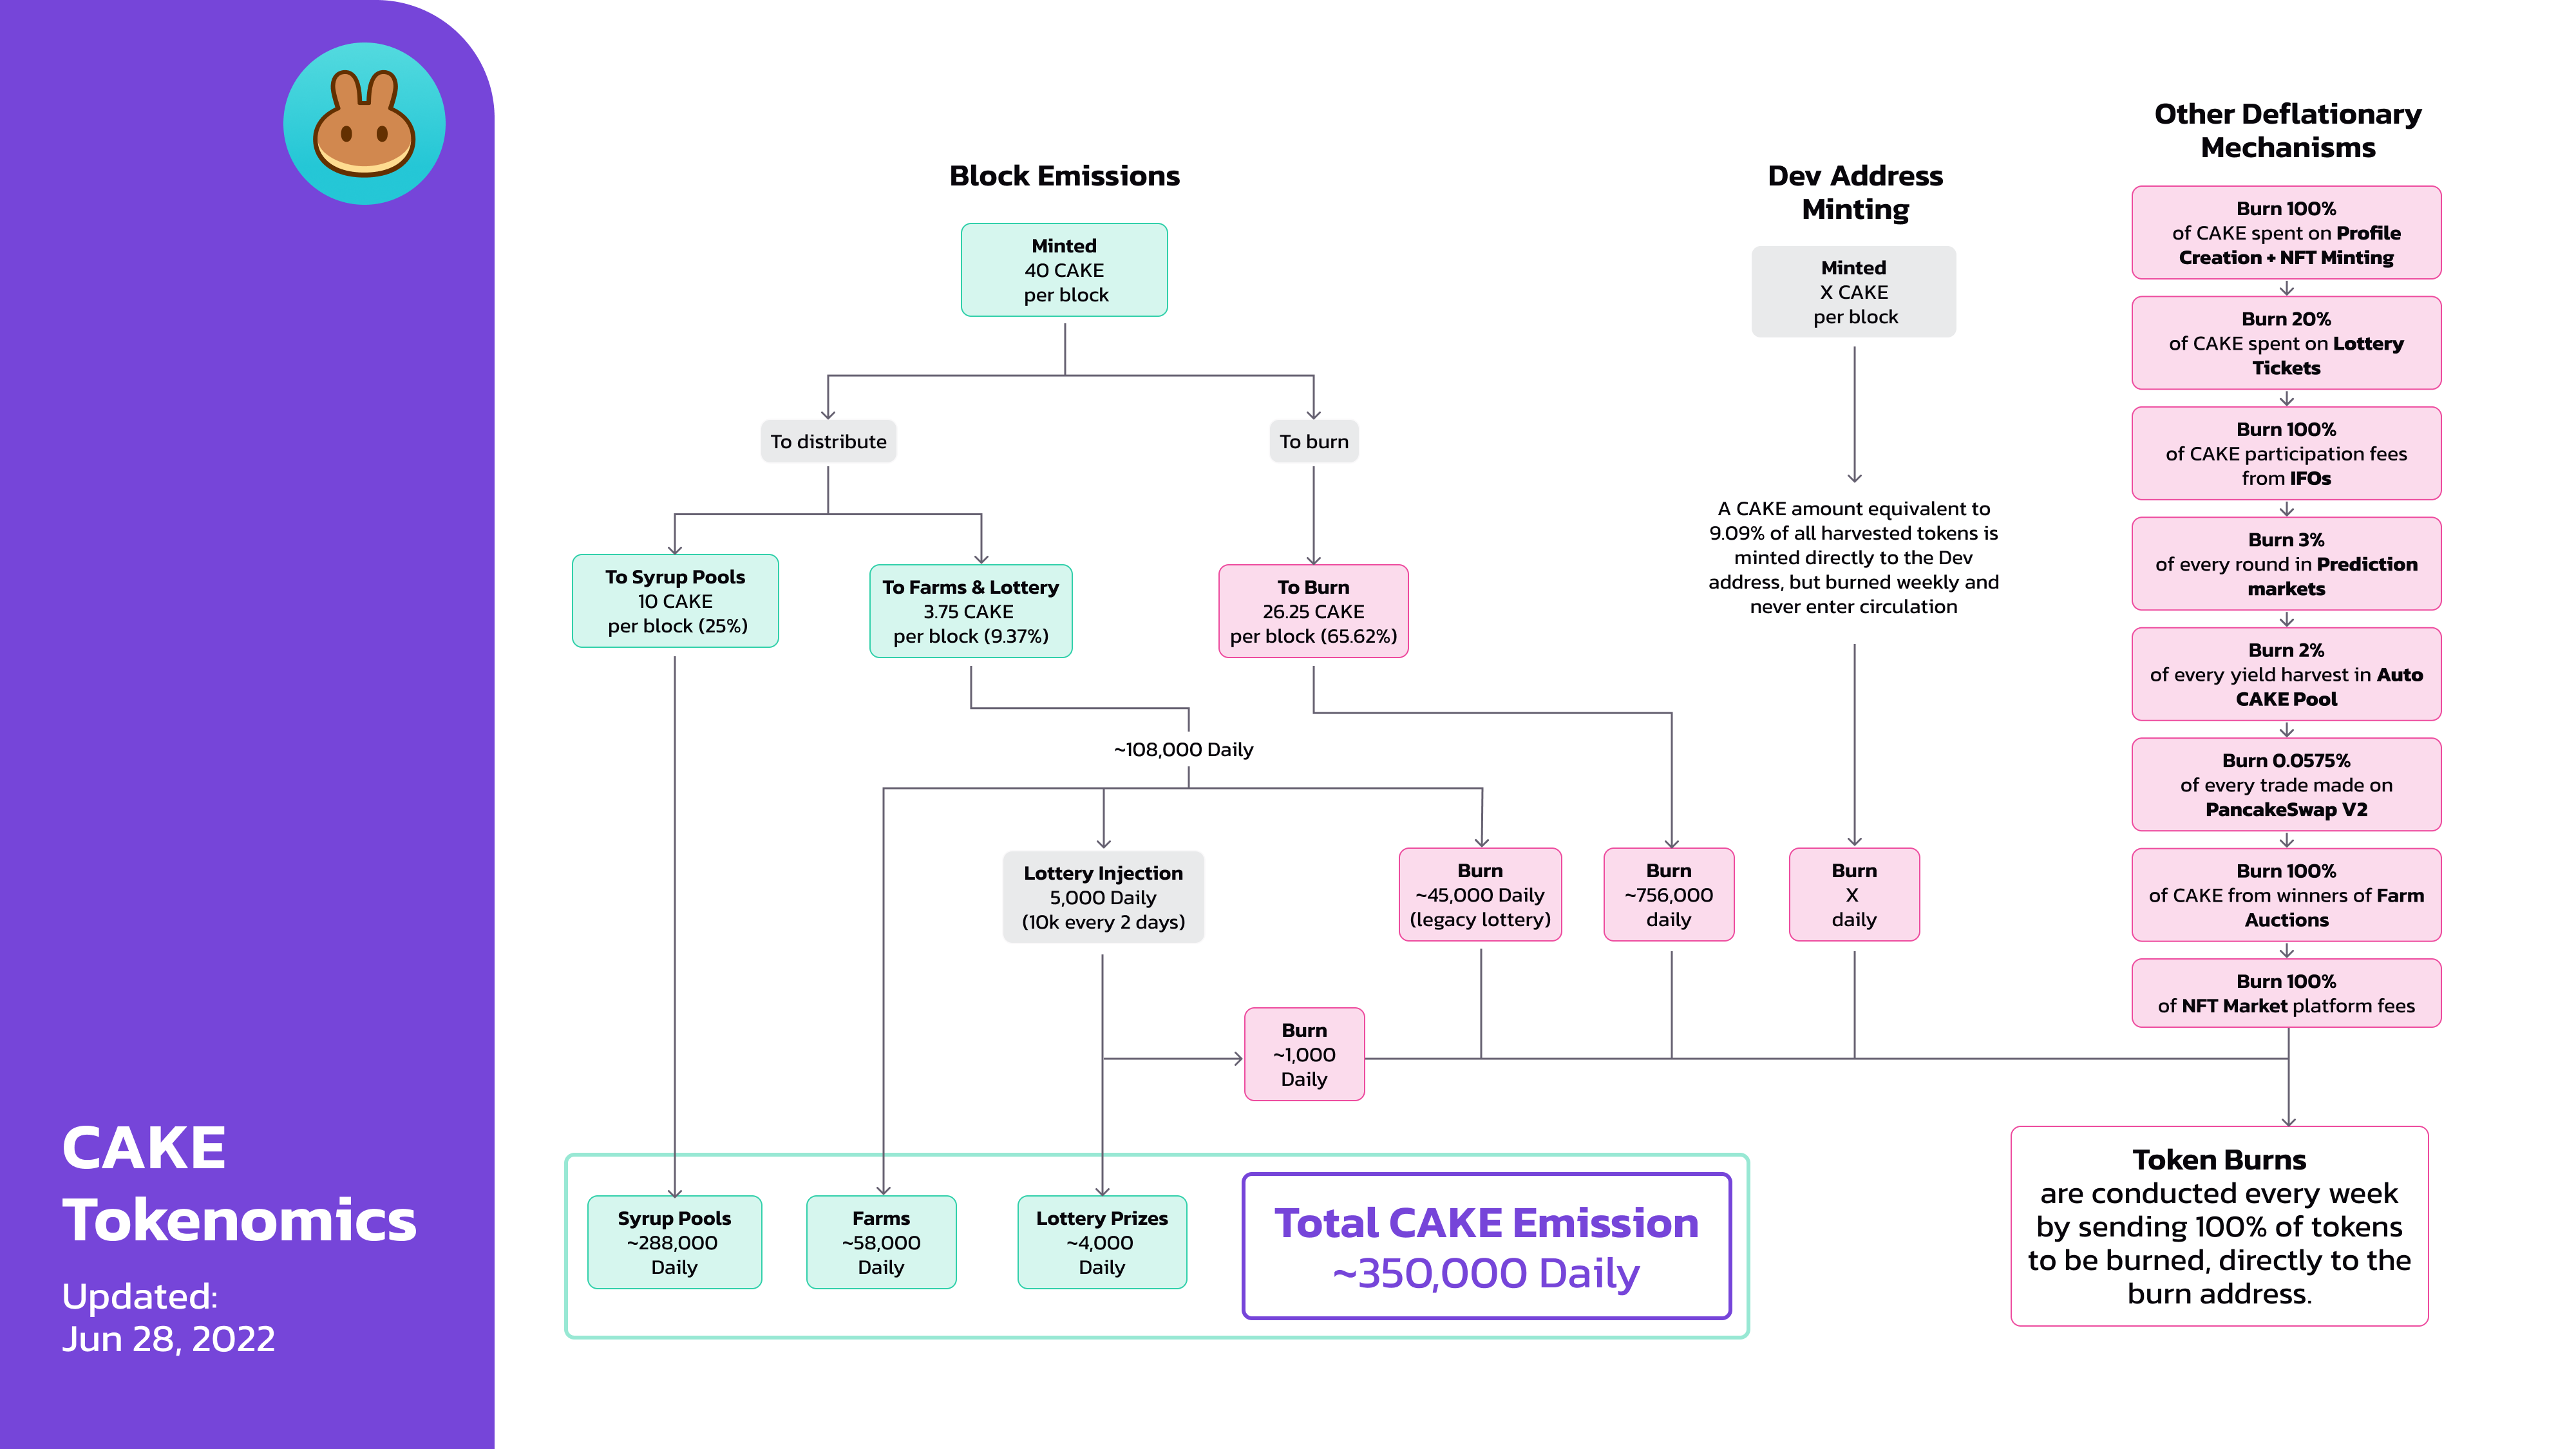 CAKE
Tokenomics
Updated:
Jun 28, 2022
Block Emissions
Minted
40 CAKE
per block
To distribute
To burn
To Syrup Pools
10 CAKE
per block (25%)
To Farms & Lottery
3.75 CAKE
per block (9.37%)
To Burn
26.25 CAKE
per block (65.62%)
~108,000 Daily
Lottery Injection
5,000 Daily
(10k every 2 days)
Burn
~45,000 Daily
(legacy lottery)
Burn
~756,000
daily
Burn
~1,000
Daily
Syrup Pools
~288,000
Daily
Farms
~58,000
Daily
Lottery Prizes
~4,000
Daily
Total CAKE Emission
~350,000 Daily
Dev Address
Minting
Minted
X CAKE
per block
A CAKE amount equivalent to
9.09% of all harvested tokens is
minted directly to the Dev
address, but burned weekly and
never enter circulation
Burn
X
daily
Other Deflationary
Mechanisms
Burn 100%
of CAKE spent on Profile
Creation + NFT Minting
Burn 20%
of CAKE spent on Lottery
Tickets
Burn 100%
of CAKE participation fees
from IFOs
Burn 3%
of every round in Prediction
markets
Burn 2%
of every yield harvest in Auto
CAKE Pool
Burn 0.0575%
of every trade made on
PancakeSwap V2
Burn 100%
of CAKE from winners of Farm
Auctions
Burn 100%
of NFT Market platform fees
Token Burns
are conducted every week
by sending 100% of tokens
to be burned, directly to the
burn address.